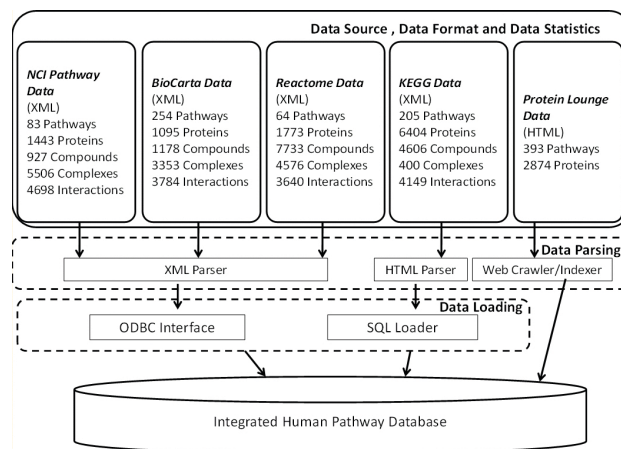 Data Source , Data Format and Data Statistics
NCI Pathway
Data
(XML)
83 Pathways
1443 Proteins
927 Compounds
5506 Complexes
4698 Interactions
BioCarta Data
(XML)
254 Pathways
1095 Proteins
1178 Compounds
3353 Complexes
3784 Interactions
Reactome Data
(XML)
64 Pathways
1773 Proteins
7733 Compounds
4576 Complexes
3640 Interactions
KEGG Data
(XML)
205 Pathways
6404 Proteins
4606 Compounds
400 Complexes
4149 Interactions
Protein Lounge
Data
(HTML)
393 Pathways
2874 Proteins
Data Parsing
XML Parser
HTML Parser
Web Crawler/Indexer
Data Loading
ODBC Interface
SQL Loader
Integrated Human Pathway Database